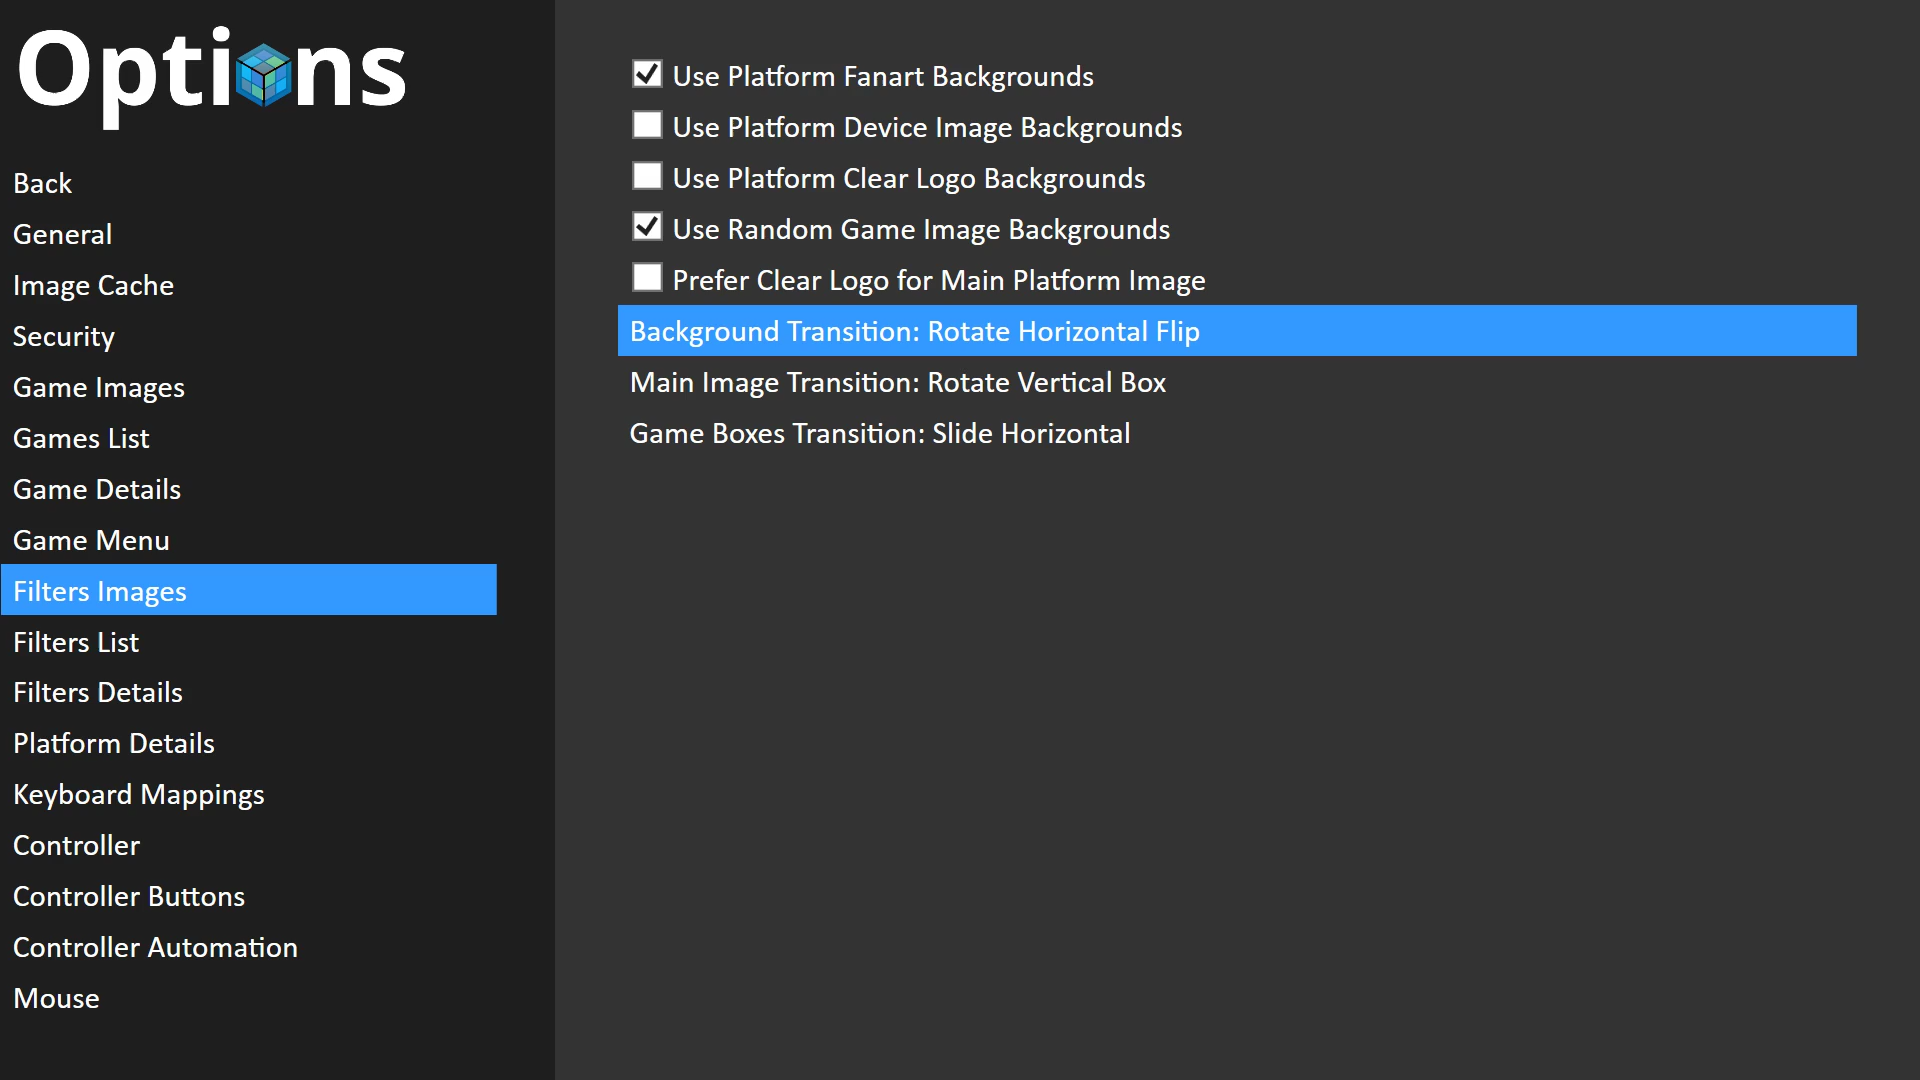 Options
Back
General
Image Cache
Security
Game Images
Games List
Game Details
Game Menu
Filters Images
Filters List
Filters Details
Platform Details
Keyboard Mappings
Controller
Controller Buttons
Controller Automation
Mouse
Use Platform Fanart Backgrounds
Use Platform Device Image Backgrounds
Use Platform Clear Logo Backgrounds
Use Random Game Image Backgrounds
Prefer Clear Logo for Main Platform Image
Background Transition: Rotate Horizontal Flip
Main Image Transition: Rotate Vertical Box
Game Boxes Transition: Slide Horizontal